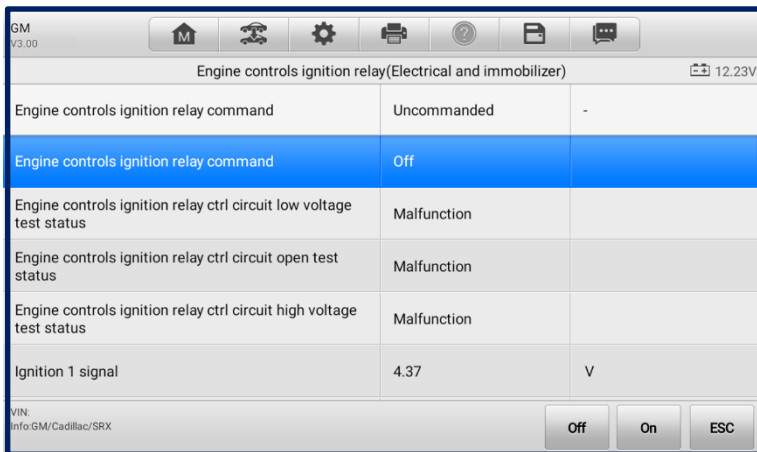 GM
V3.00
M
?
Engine controls ignition relay(Electrical and immobilizer)
12.23V
Engine controls ignition relay command
Uncommanded
-
Engine controls ignition relay command
Off
Engine controls ignition relay ctrl circuit low voltage
test status
Malfunction
Engine controls ignition relay ctrl circuit open test
status
Malfunction
Engine controls ignition relay ctrl circuit high voltage
test status
Malfunction
Ignition 1 signal
4.37
V
VIN:
Info:GM/Cadillac/SRX
Off
On
ESC